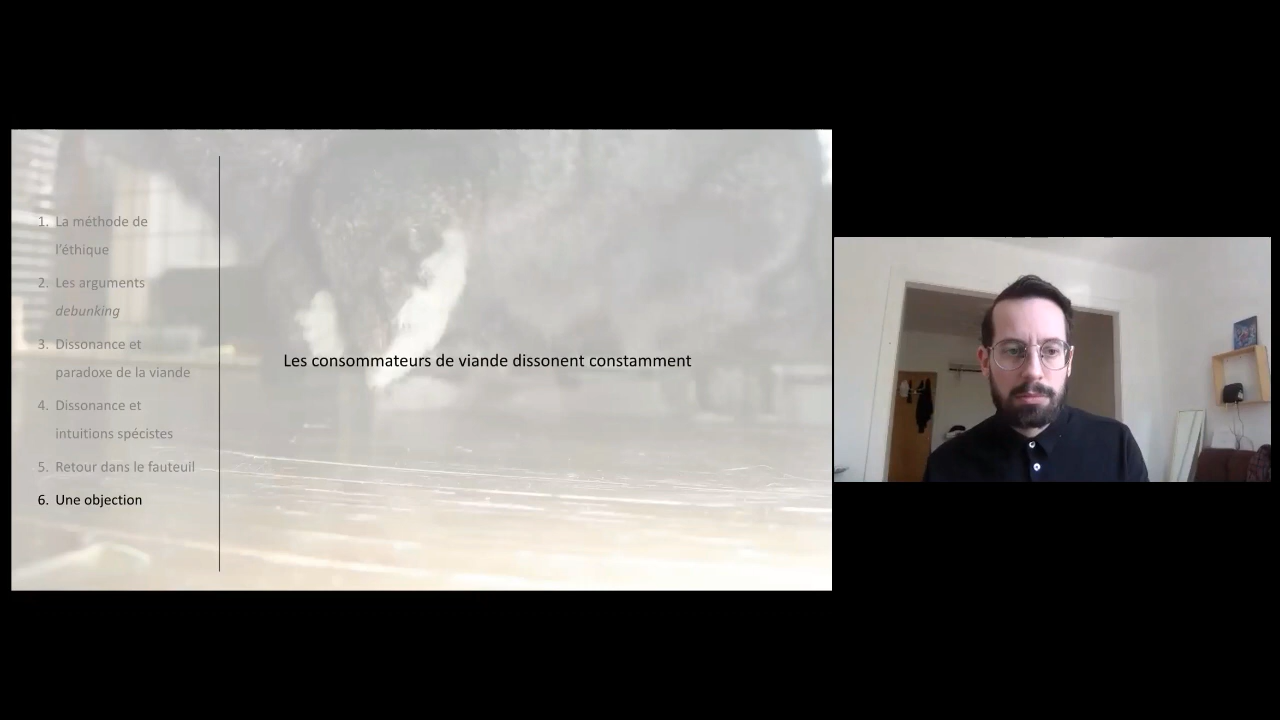 1. La méthode de
l'éthique
2. Les arguments
debunking
3. Dissonance et
paradoxe de la viande
4. Dissonance et
intuitions spécistes
5. Retour dans le fauteuil
6. Une objection
Les consommateurs de viande dissonent constamment